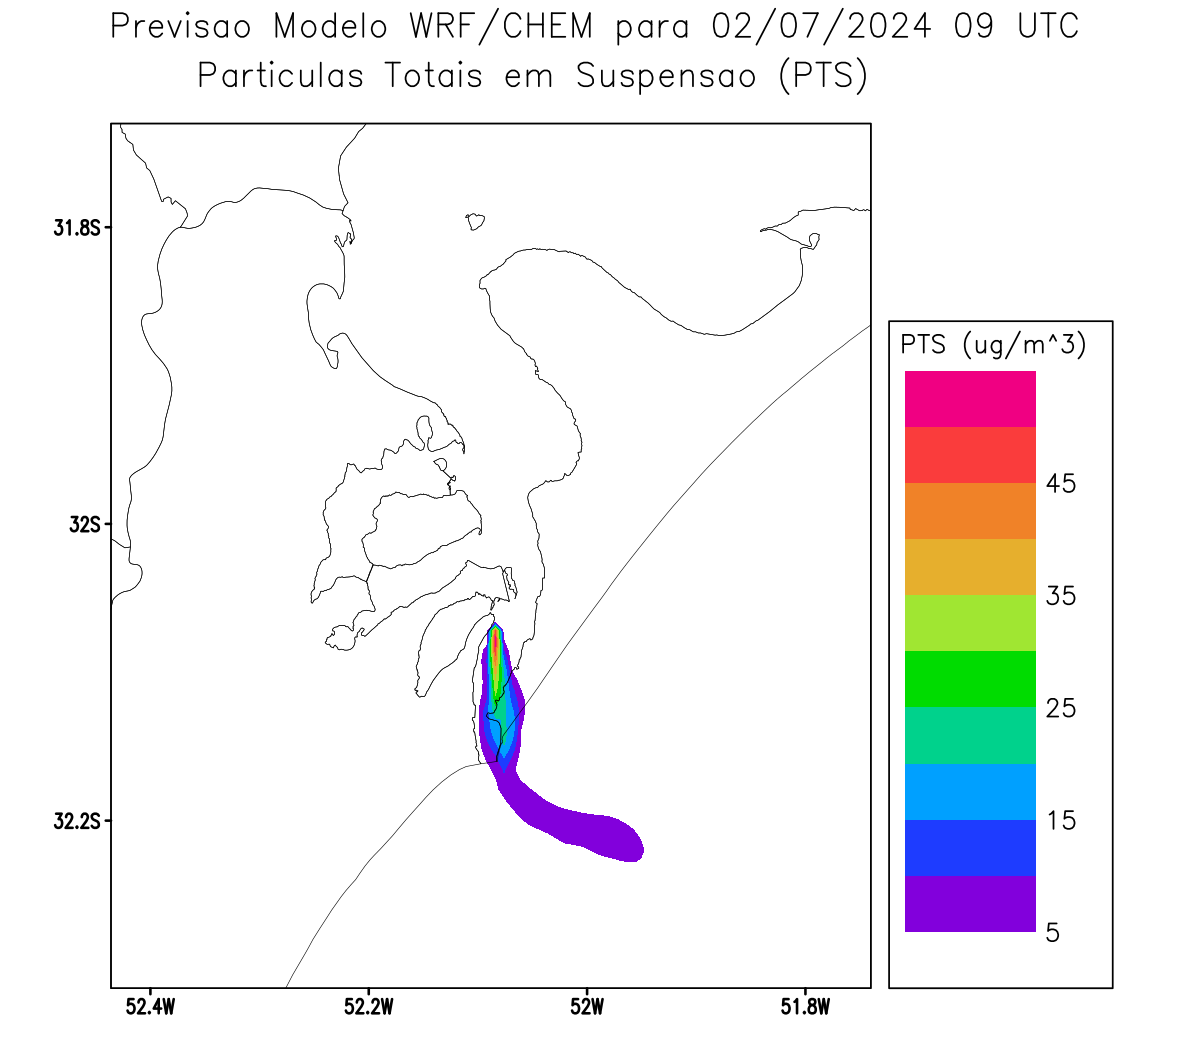 Previsao Modelo WRF/CHEM para 02/07/2024 09 UTC
Particulas Totais em Suspensao (PTS)
31.8S
32S
32.2S
52.4W
52.2W
52W
51.8W
PTS (ug/m^3)
45
35
25
15
5